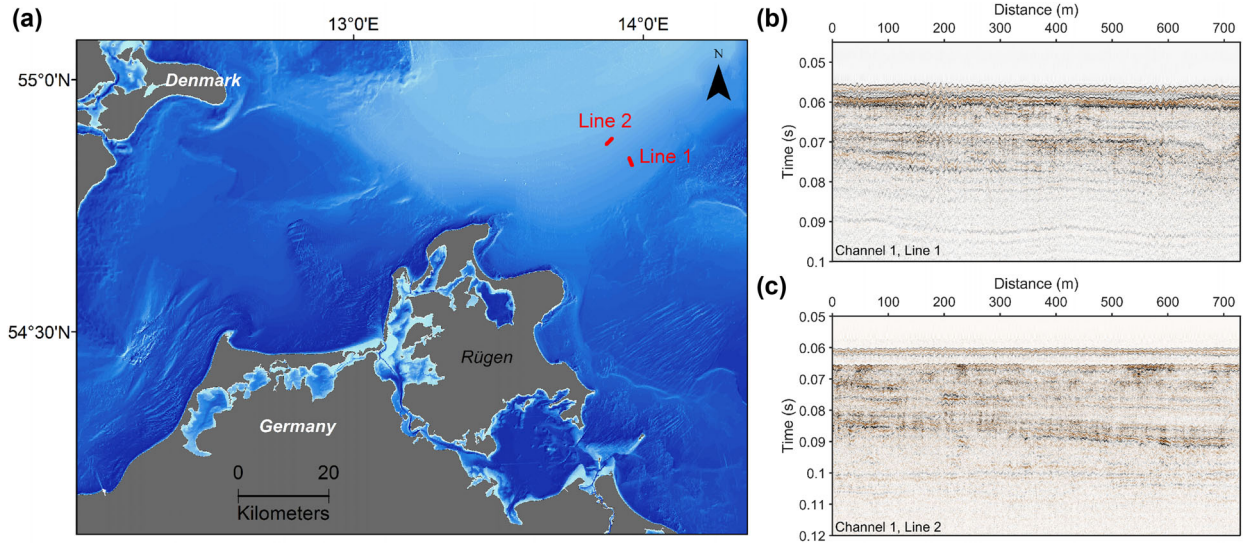 (a)
13°0'E
14°0'E
55°0'N
54°30'N
Denmark
N
Line 2
Line 1
Rügen
Germany
0 20
Kilometers
(b)
Distance (m)
0 100 200 300 400 500 600 700
Time (s)
0.05
0.06
0.07
0.08
0.09
0.1
Channel 1, Line 1
(c)
Distance (m)
0 100 200 300 400 500 600 700
Time (s)
0.05
0.06
0.07
0.08
0.09
0.1
0.11
0.12
Channel 1, Line 2